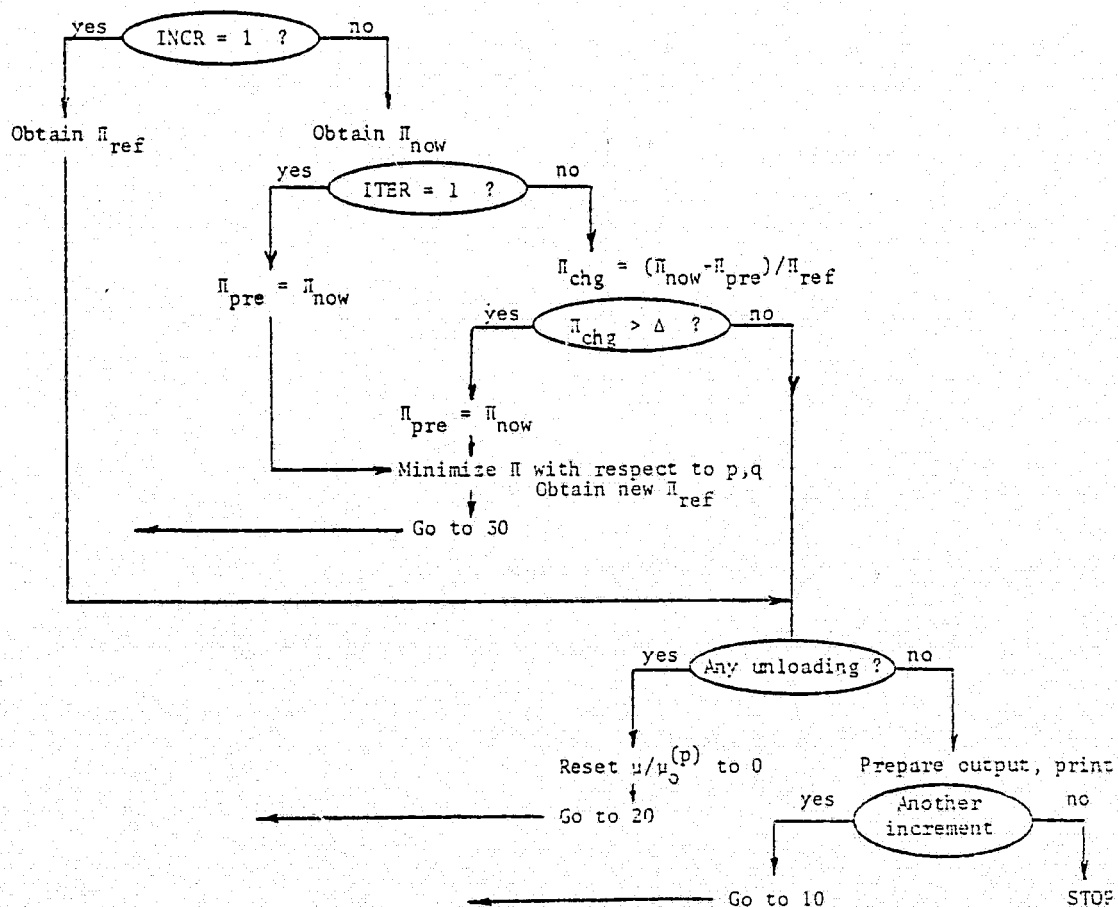 yes
INCR = 1 ?
no
Obtain Π_ref
Obtain Π_now
yes
ITER = 1 ?
no
Π_chg = (Π_now-Π_pre)/Π_ref
Π_pre = Π_now
yes
Π_chg > Δ ?
no
Π_pre = Π_now
Minimize Π with respect to p,q
Obtain new Π_ref
Go to 30
yes
Any unloading ?
no
Reset μ/μ_o^(p) to 0
Prepare output, print
Go to 20
yes
Another
increment
no
Go to 10
STOP